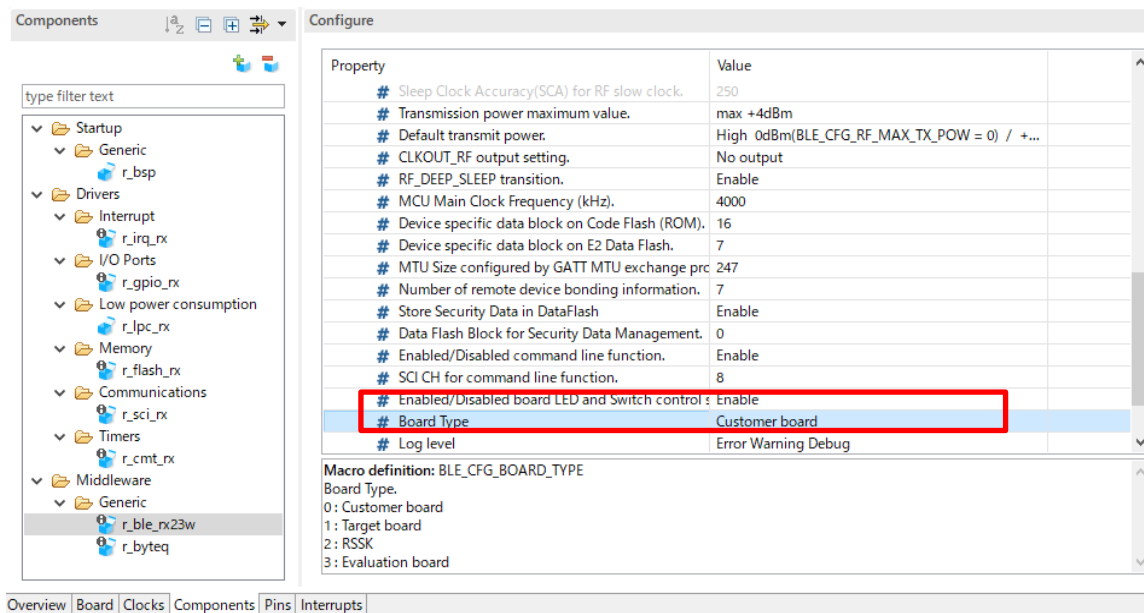 Components
type filter text
Startup
Generic
r_bsp
Drivers
Interrupt
r_irq_rx
I/O Ports
r_gpio_rx
Low power consumption
r_lpc_rx
Memory
r_flash_rx
Communications
r_sci_rx
Timers
r_cmt_rx
Middleware
Generic
r_ble_rx23w
r_byteq
Configure
Property Value
# Sleep Clock Accuracy(SCA) for RF slow clock. 250
# Transmission power maximum value. max +4dBm
# Default transmit power. High 0dBm(BLE_CFG_RF_MAX_TX_POW = 0) / +...
# CLKOUT_RF output setting. No output
# RF_DEEP_SLEEP transition. Enable
# MCU Main Clock Frequency (kHz). 4000
# Device specific data block on Code Flash (ROM). 16
# Device specific data block on E2 Data Flash. 7
# MTU Size configured by GATT MTU exchange prc 247
# Number of remote device bonding information. 7
# Store Security Data in DataFlash Enable
# Data Flash Block for Security Data Management. 0
# Enabled/Disabled command line function. Enable
# SCI CH for command line function. 8
# Enabled/Disabled board LED and Switch control s Enable
# Board Type Customer board
# Log level Error Warning Debug
Macro definition: BLE_CFG_BOARD_TYPE
Board Type.
0 : Customer board
1 : Target board
2 : RSSK
3 : Evaluation board
Overview Board Clocks Components Pins Interrupts